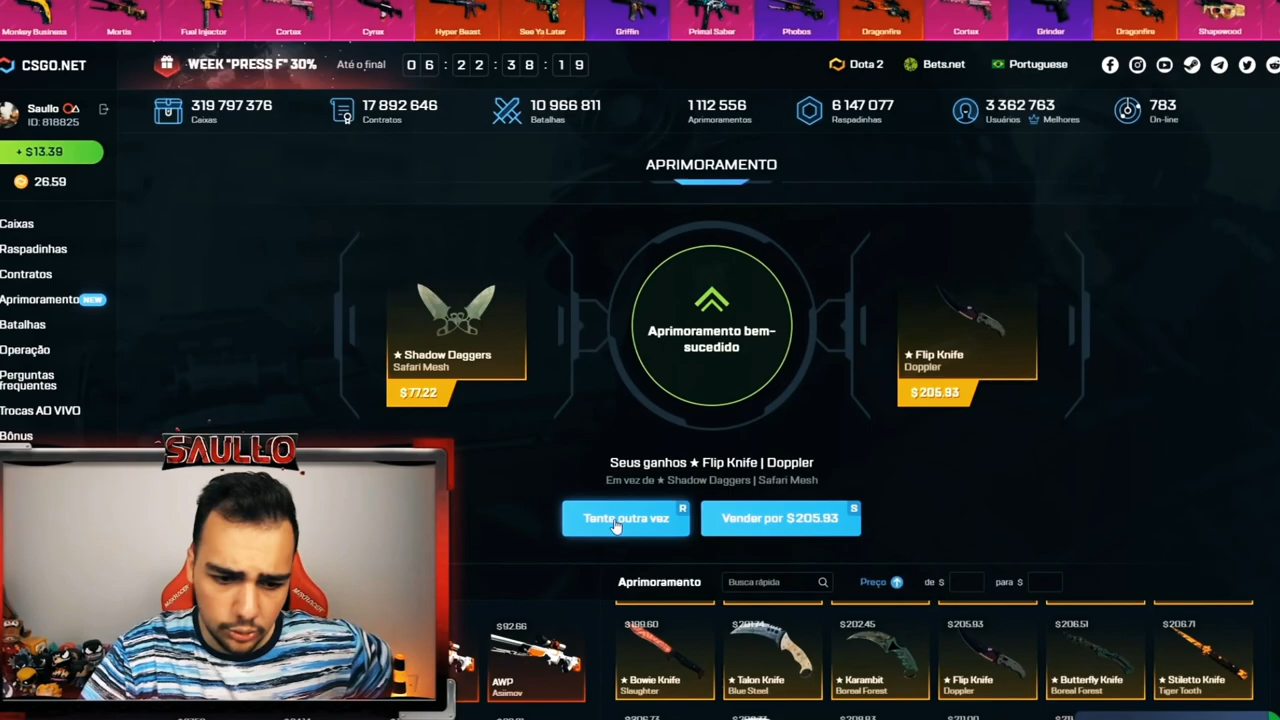 Monkey Business
Mortis
Fuel Injector
Cortex
Cyrex
Hyper Beast
See Ya Later
Griffin
Primal Saber
Phobos
Dragonfire
Cortex
Grinder
Dragonfire
Shapewood
CSGO.NET
WEEK "PRESS F" 30%
Até o final
06:22:38:19
Dota 2
Bets.net
Portuguese
Saullo
ID: 818825
319 797 376
Caixas
17 892 646
Contratos
10 966 811
Batalhas
1 112 556
Aprimoramentos
6 147 077
Raspadinhas
3 362 763
Usuários
Melhores
783
On-line
+ $13.39
26.59
Caixas
Raspadinhas
Contratos
Aprimoramento NEW
Batalhas
Operação
Perguntas
frequentes
Trocas AO VIVO
Bônus
APRIMORAMENTO
★ Shadow Daggers
Safari Mesh
$77.22
Aprimoramento bem-
sucedido
★ Flip Knife
Doppler
$205.93
Seus ganhos ★ Flip Knife | Doppler
Em vez de ★ Shadow Daggers | Safari Mesh
Tente outra vez R
Vender por $205.93 S
SAULLO
Aprimoramento
Busca rápida
Preço
de $
para $
$92.66
AWP
Asiimov
$199.60
★ Bowie Knife
Slaughter
★ Talon Knife
Blue Steel
$202.45
★ Karambit
Boreal Forest
$205.93
★ Flip Knife
Doppler
$206.51
★ Butterfly Knife
Boreal Forest
$206.71
★ Stiletto Knife
Tiger Tooth